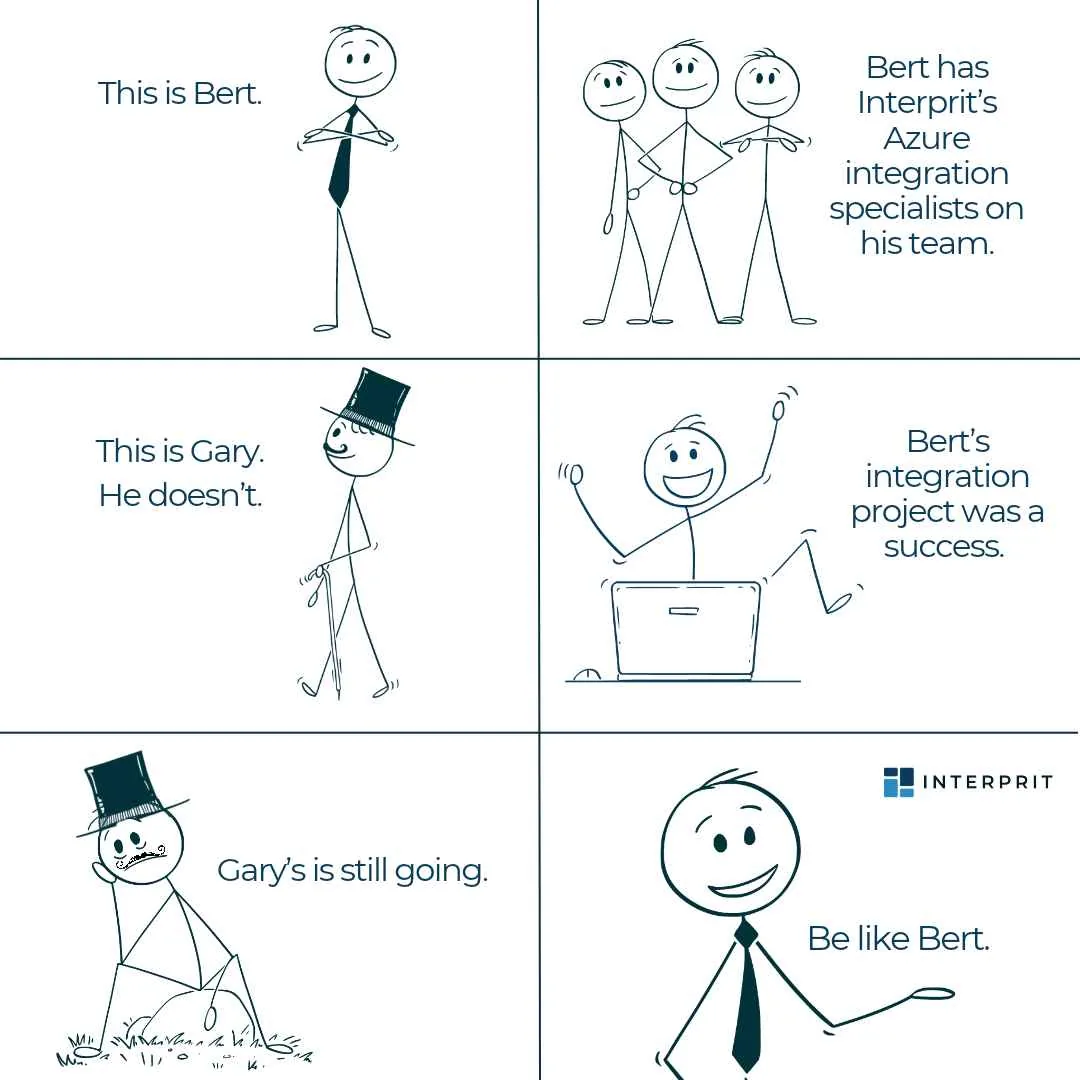 This is Bert.
Bert has
Interprit's
Azure
integration
specialists on
his team.
This is Gary.
He doesn't.
Bert's
integration
project was a
success.
Gary's is still going.
INTERPRIT
Be like Bert.